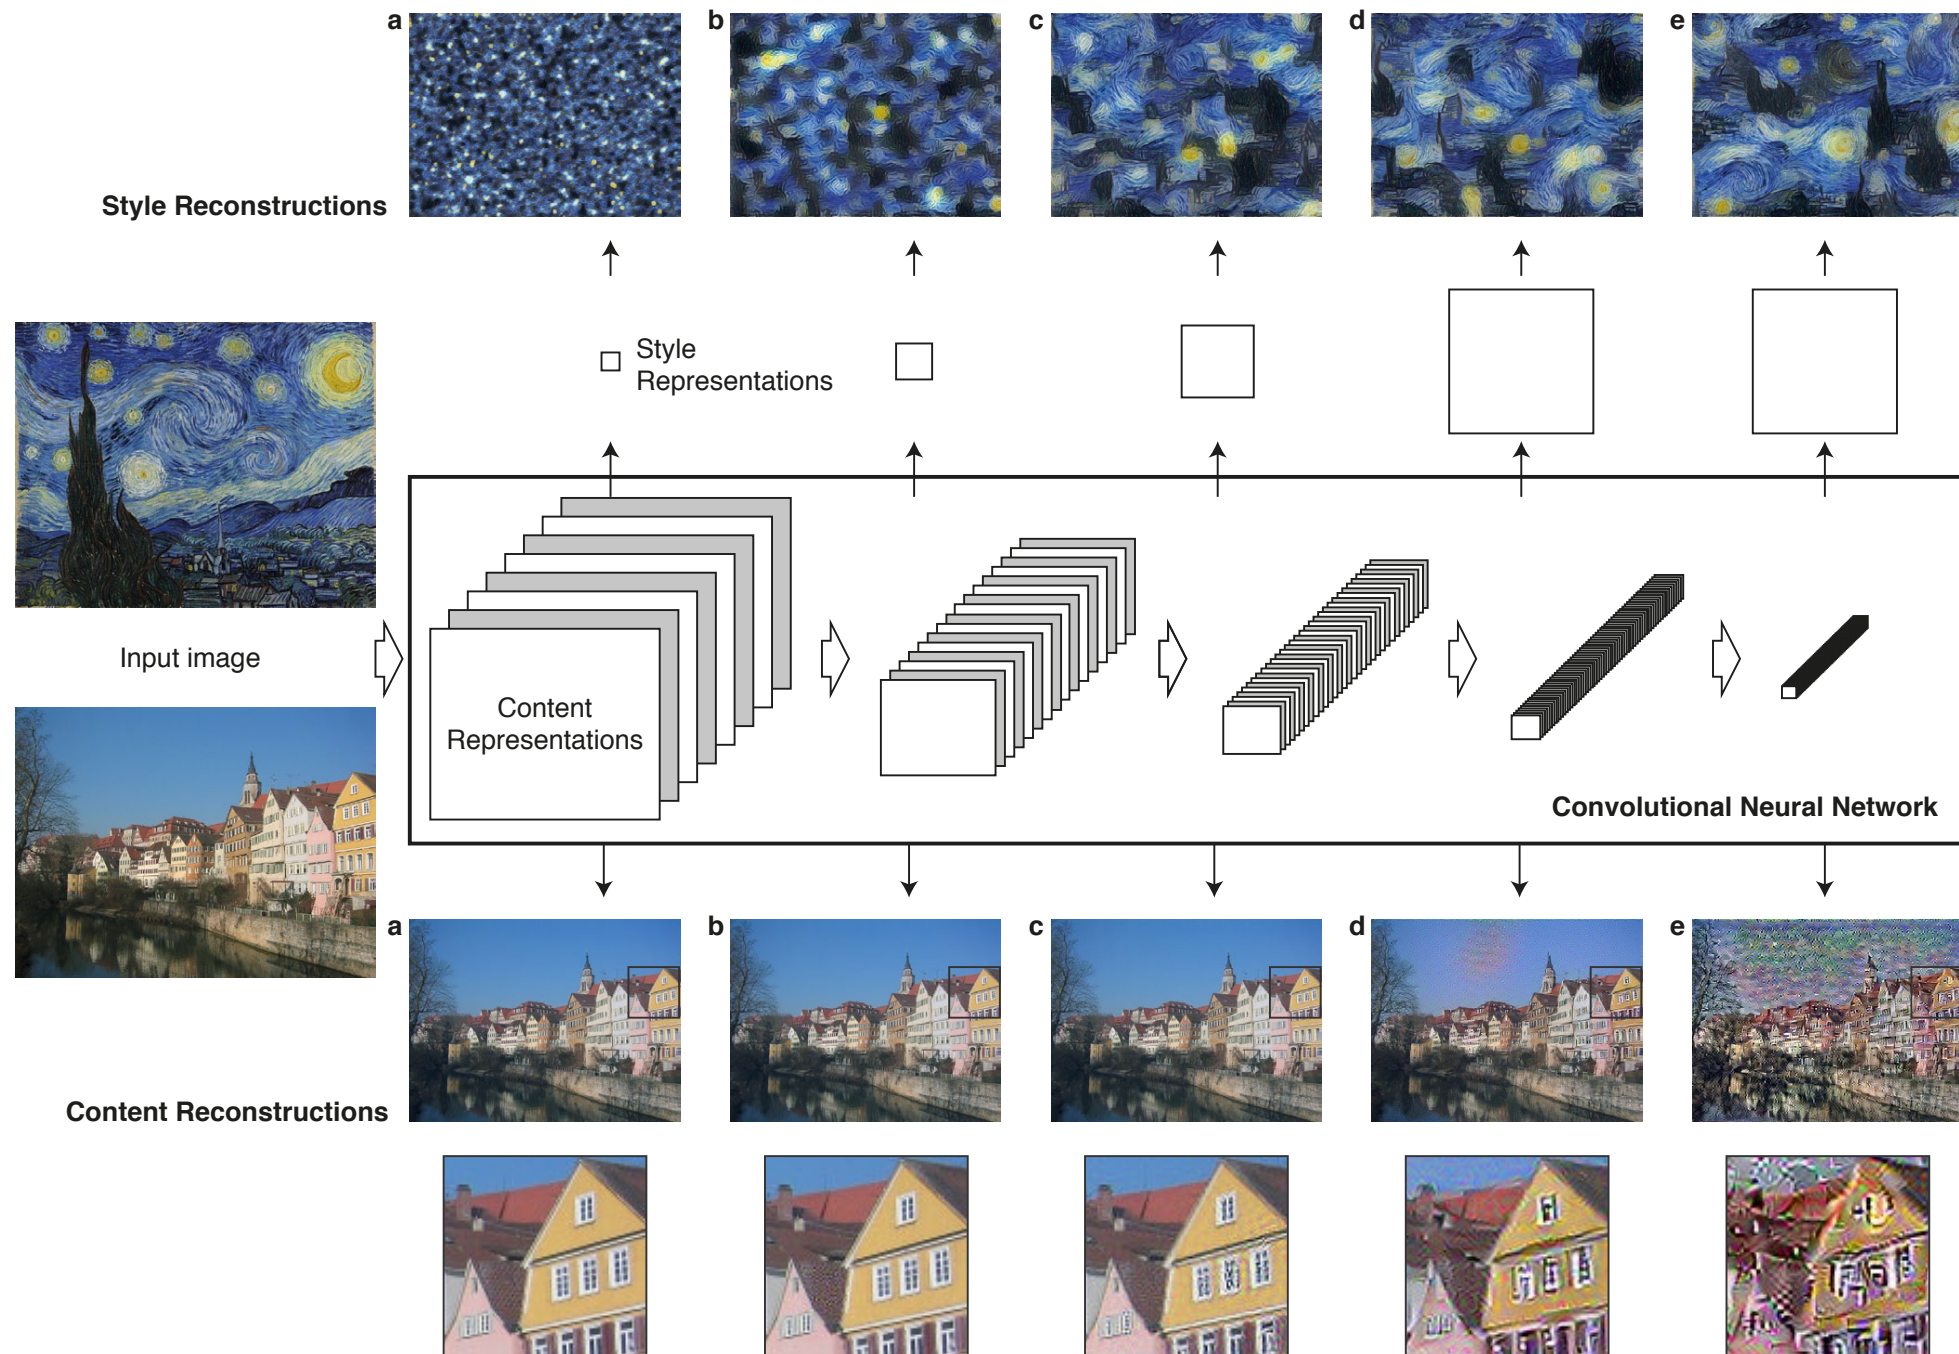 a
b
c
d
e
Style Reconstructions
Style
Representations
Input image
Content
Representations
Convolutional Neural Network
a
b
c
d
e
Content Reconstructions